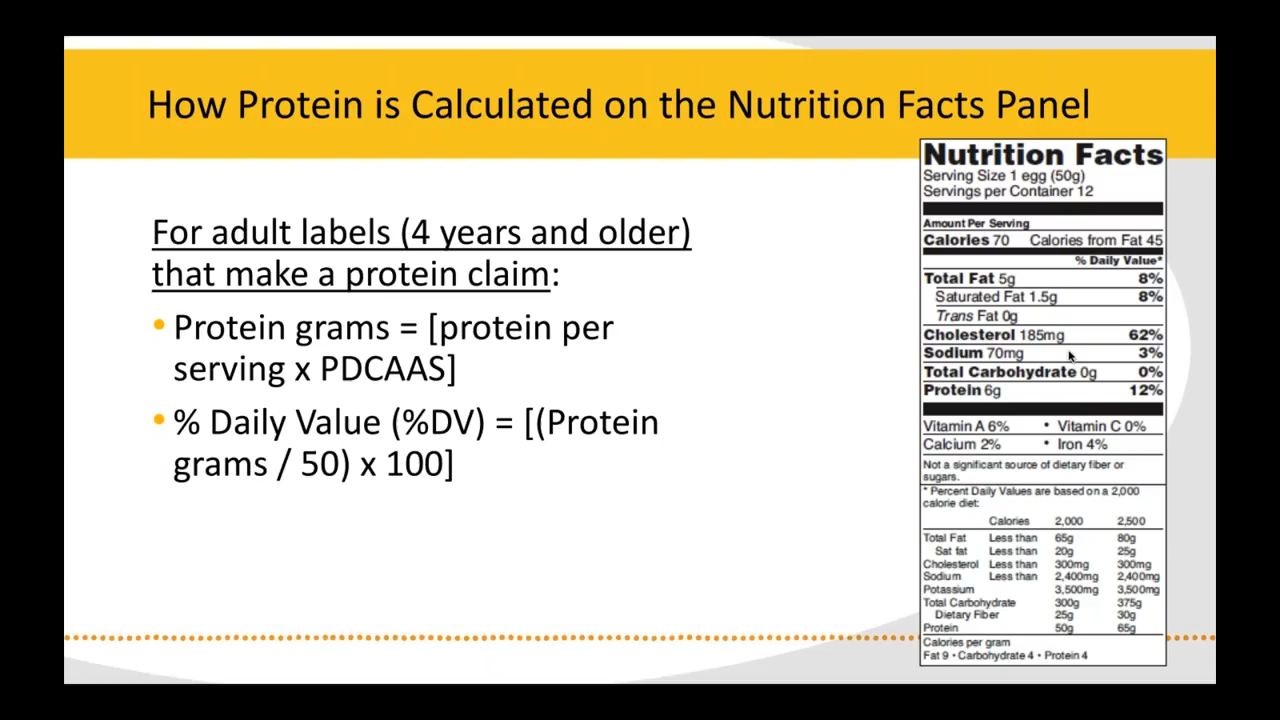 How Protein is Calculated on the Nutrition Facts Panel
For adult labels (4 years and older)
that make a protein claim:
• Protein grams = [protein per
serving x PDCAAS]
• % Daily Value (%DV) = [(Protein
grams / 50) x 100]
Nutrition Facts
Serving Size 1 egg (50g)
Servings per Container 12
Amount Per Serving
Calories 70 Calories from Fat 45
% Daily Value*
Total Fat 5g 8%
Saturated Fat 1.5g 8%
Trans Fat 0g
Cholesterol 185mg 62%
Sodium 70mg 3%
Total Carbohydrate 0g 0%
Protein 6g 12%
Vitamin A 6% • Vitamin C 0%
Calcium 2% • Iron 4%
Not a significant source of dietary fiber or
sugars.
* Percent Daily Values are based on a 2,000
calorie diet:
Calories 2,000 2,500
Total Fat Less than 65g 80g
Sat fat Less than 20g 25g
Cholesterol Less than 300mg 300mg
Sodium Less than 2,400mg 2,400mg
Potassium 3,500mg 3,500mg
Total Carbohydrate 300g 375g
Dietary Fiber 25g 30g
Protein 50g 65g
Calories per gram
Fat 9 • Carbohydrate 4 • Protein 4